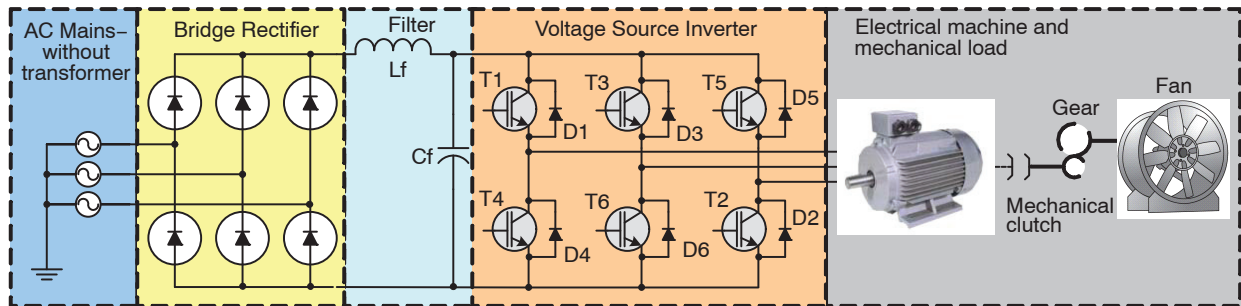 AC Mains–
without
transformer
Bridge Rectifier
Filter
Lf
Cf
Voltage Source Inverter
T1
D1
T3
D3
T5
D5
T4
D4
T6
D6
T2
D2
Electrical machine and
mechanical load
Gear
Fan
Mechanical
clutch